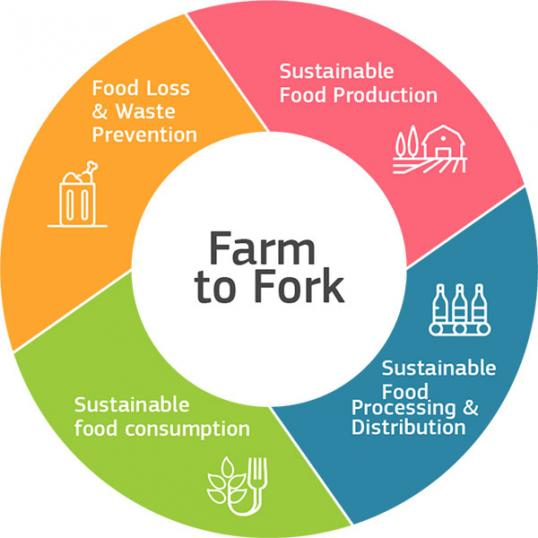 Farm
to Fork
Sustainable
Food Production
Sustainable
Food
Processing &
Distribution
Sustainable
food consumption
Food Loss
& Waste
Prevention